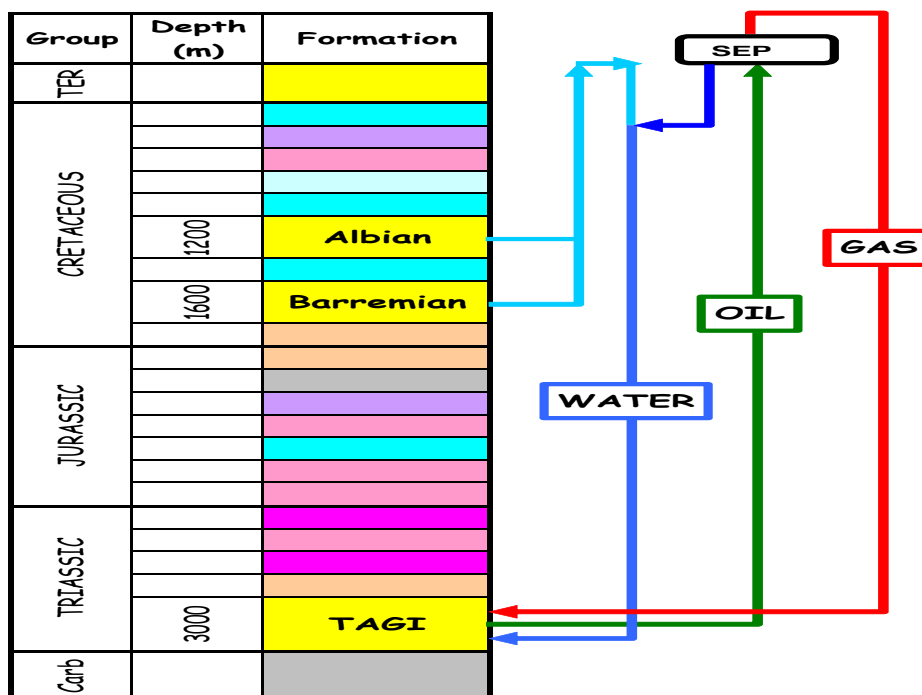 Group
Depth
(m)
Formation
SEP
TER
CRETACEOUS
1200
Albian
GAS
1600
Barremian
OIL
JURASSIC
WATER
TRIASSIC
3000
TAGI
Carb